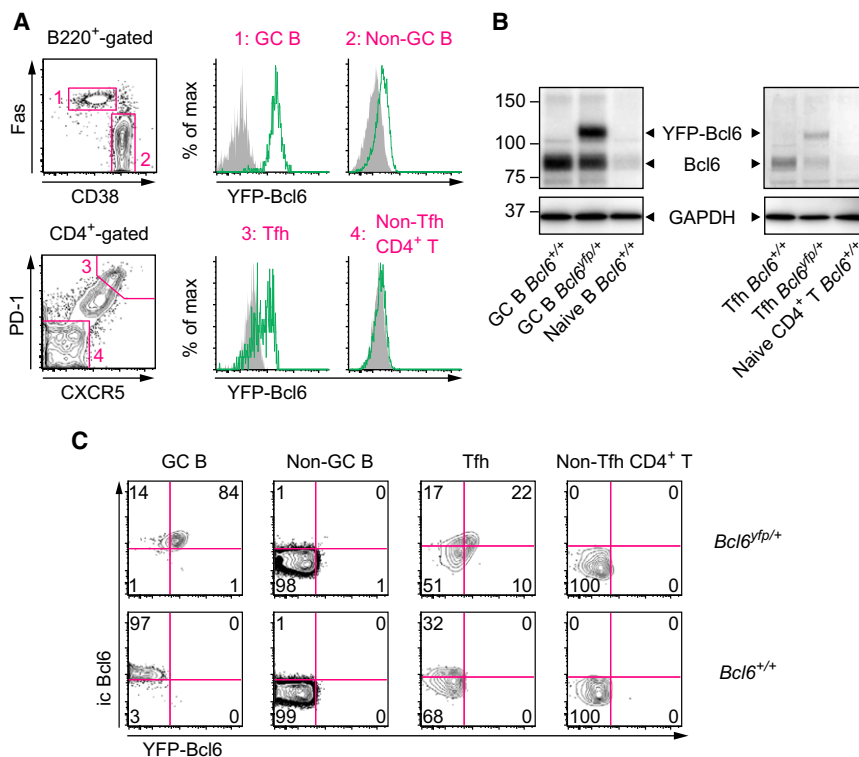 A
B220+-gated
Fas
CD38
1
2
1: GC B
2: Non-GC B
% of max
YFP-Bcl6
CD4+-gated
PD-1
CXCR5
3
4
3: Tfh
4: Non-Tfh CD4+ T
% of max
YFP-Bcl6
B
150
100
75
37
YFP-Bcl6
Bcl6
GAPDH
GC B Bcl6+/+
GC B Bcl6yfp/+
Naive B Bcl6+/+
Tfh Bcl6+/+
Tfh Bcl6yfp/+
Naive CD4+ T Bcl6+/+
C
GC B Non-GC B Tfh Non-Tfh CD4+ T
14 84 1 0 17 22 0 0
Bcl6yfp/+
1 1 98 1 51 10 100 0
97 0 1 0 32 0 0 0
Bcl6+/+
3 0 99 0 68 0 100 0
ic Bcl6
YFP-Bcl6